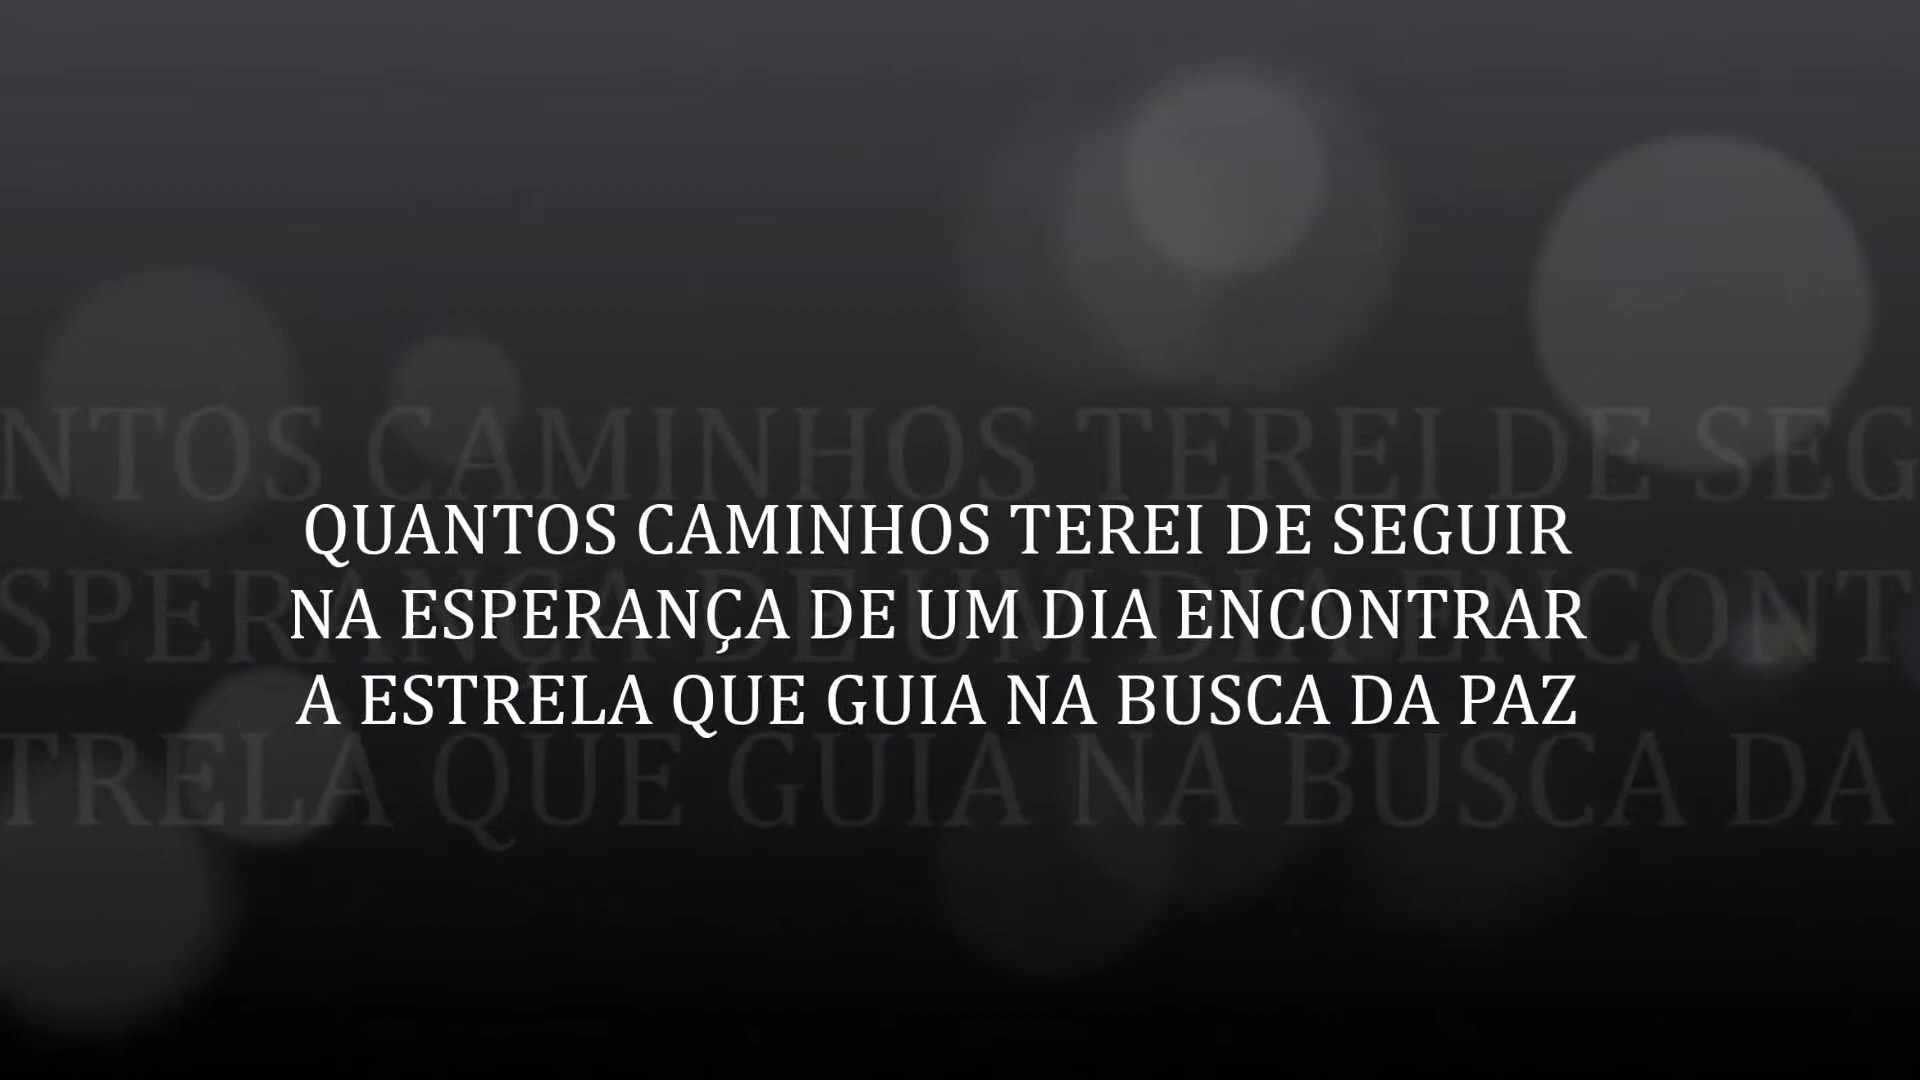 QUANTOS CAMINHOS TEREI DE SEGUIR
NA ESPERANÇA DE UM DIA ENCONTRAR
A ESTRELA QUE GUIA NA BUSCA DA PAZ